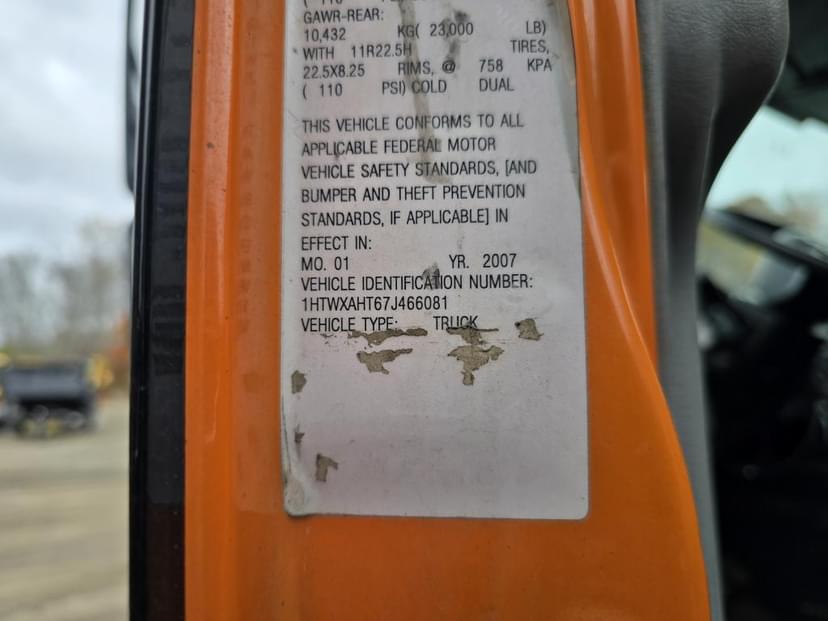 GAWR-REAR:
10,432 KG( 23,000 LB)
WITH 11R22.5H TIRES,
22.5X8.25 RIMS, @ 758 KPA
( 110 PSI) COLD DUAL
THIS VEHICLE CONFORMS TO ALL
APPLICABLE FEDERAL MOTOR
VEHICLE SAFETY STANDARDS, [AND
BUMPER AND THEFT PREVENTION
STANDARDS, IF APPLICABLE] IN
EFFECT IN:
MO. 01 YR. 2007
VEHICLE IDENTIFICATION NUMBER:
1HTWXAHT67J466081
VEHICLE TYPE: TRUCK